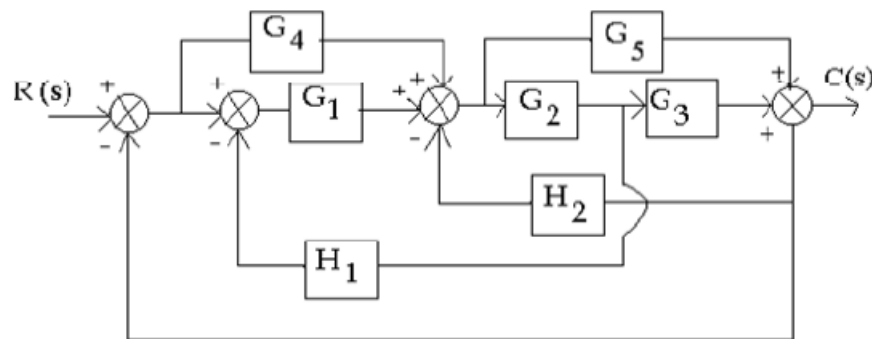 G4
G5
R(s)
+
+
+
+
+
C(s)
G1
G2
G3
+
-
-
-
H2
H1